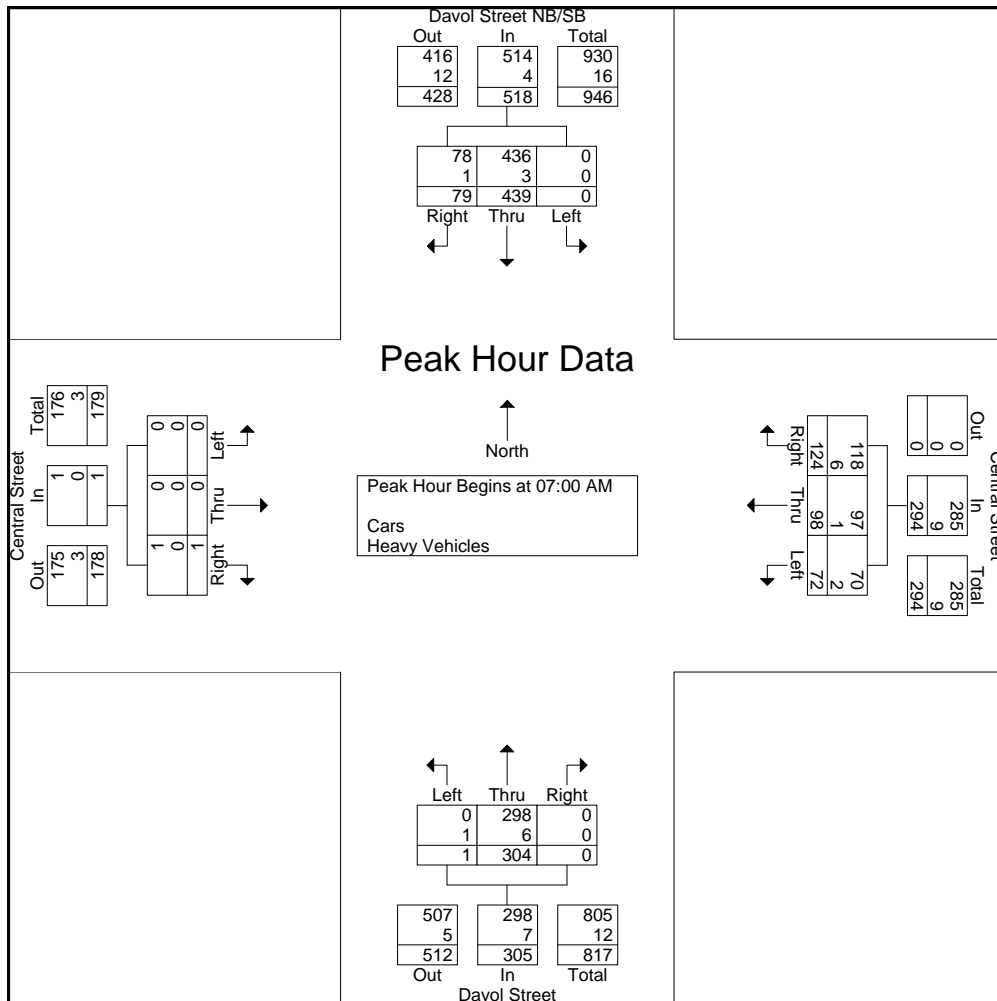 Davol Street NB/SB
Out In Total
416 514 930
12 4 16
428 518 946
78 436 0
1 3 0
79 439 0
Right Thru Left
Peak Hour Data
North
Peak Hour Begins at 07:00 AM
Cars
Heavy Vehicles
Central Street
Out In Total
175 1 176
3 0 3
178 1 179
Left Thru Right
0 0 1
0 0 0
0 0 1
Central Street
Out In Total
0 285 285
0 9 9
0 294 294
Right Thru Left
118 97 70
6 1 2
124 98 72
Left Thru Right
0 298 0
1 6 0
1 304 0
507 298 805
5 7 12
512 305 817
Out In Total
Davol Street